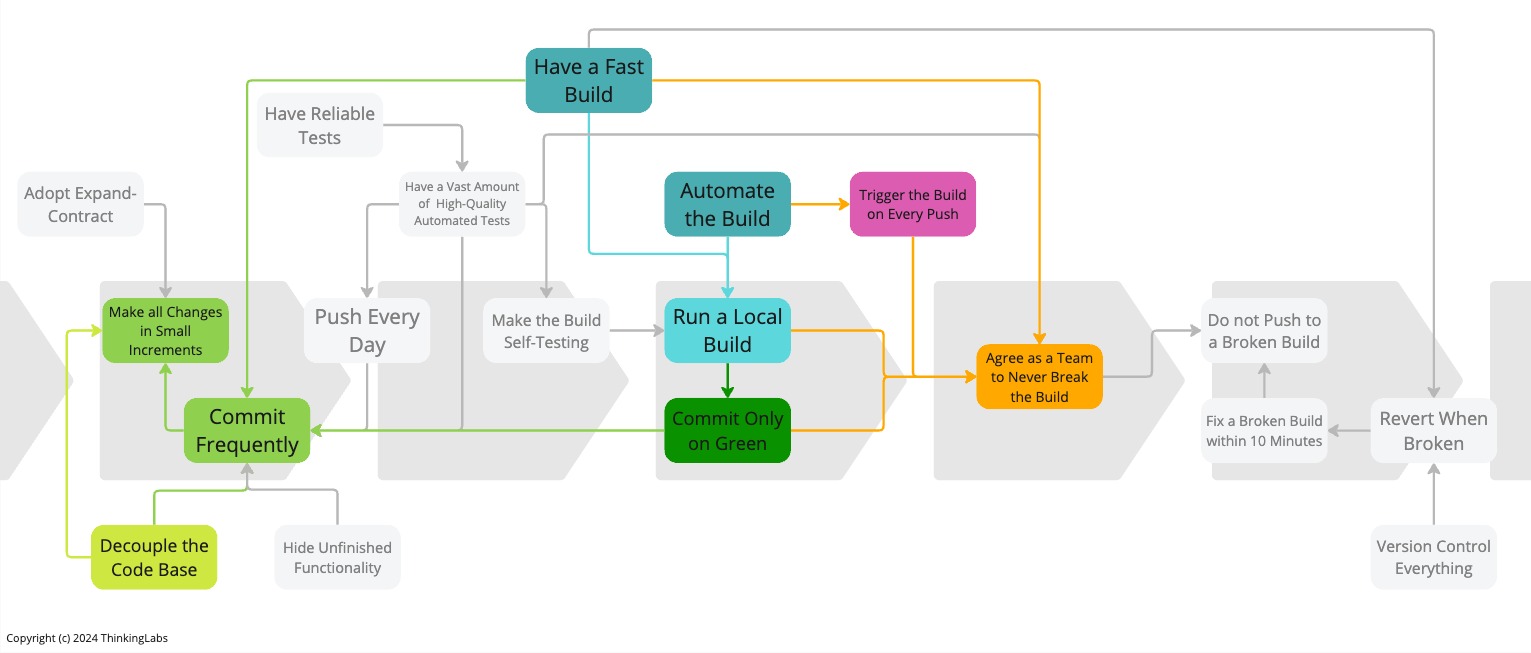 Have a Fast
Build
Have Reliable
Tests
Adopt Expand-
Contract
Have a Vast Amount
of High-Quality
Automated Tests
Automate
the Build
Trigger the Build
on Every Push
Make all Changes
in Small
Increments
Push Every
Day
Make the Build
Self-Testing
Run a Local
Build
Agree as a Team
to Never Break
the Build
Do not Push to
a Broken Build
Commit
Frequently
Commit Only
on Green
Fix a Broken Build
within 10 Minutes
Revert When
Broken
Decouple the
Code Base
Hide Unfinished
Functionality
Version Control
Everything
Copyright (c) 2024 ThinkingLabs